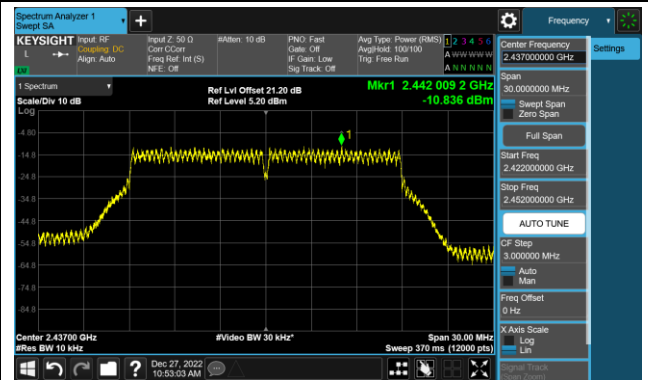 Spectrum Analyzer 1
Swept SA
+
Frequency
KEYSIGHT
L
Input: RF
Coupling: DC
Align: Auto
Input Z: 50 Ω
Corr CCorr
Freq Ref: Int (S)
NFE: Off
#Atten: 10 dB
PNO: Fast
Gate: Off
IF Gain: Low
Sig Track: Off
Avg Type: Power (RMS)
Avg|Hold: 100/100
Trig: Free Run
1 2 3 4 5 6
A W W W W W
A N N N N N
1 Spectrum
Scale/Div 10 dB
Log
Ref Lvl Offset 21.20 dB
Ref Level 5.20 dBm
Mkr1 2.442 009 2 GHz
-10.836 dBm
1
-4.80
-14.8
-24.8
-34.8
-44.8
-54.8
-64.8
-74.8
-84.8
Center 2.43700 GHz
#Res BW 10 kHz
#Video BW 30 kHz*
Span 30.00 MHz
Sweep 370 ms (12000 pts)
Center Frequency
2.437000000 GHz
Settings
Span
30.0000000 MHz
Swept Span
Zero Span
Full Span
Start Freq
2.422000000 GHz
Stop Freq
2.452000000 GHz
AUTO TUNE
CF Step
3.000000 MHz
Auto
Man
Freq Offset
0 Hz
X Axis Scale
Log
Lin
Signal Track
(Span Zoom)
?
Dec 27, 2022
10:53:03 AM